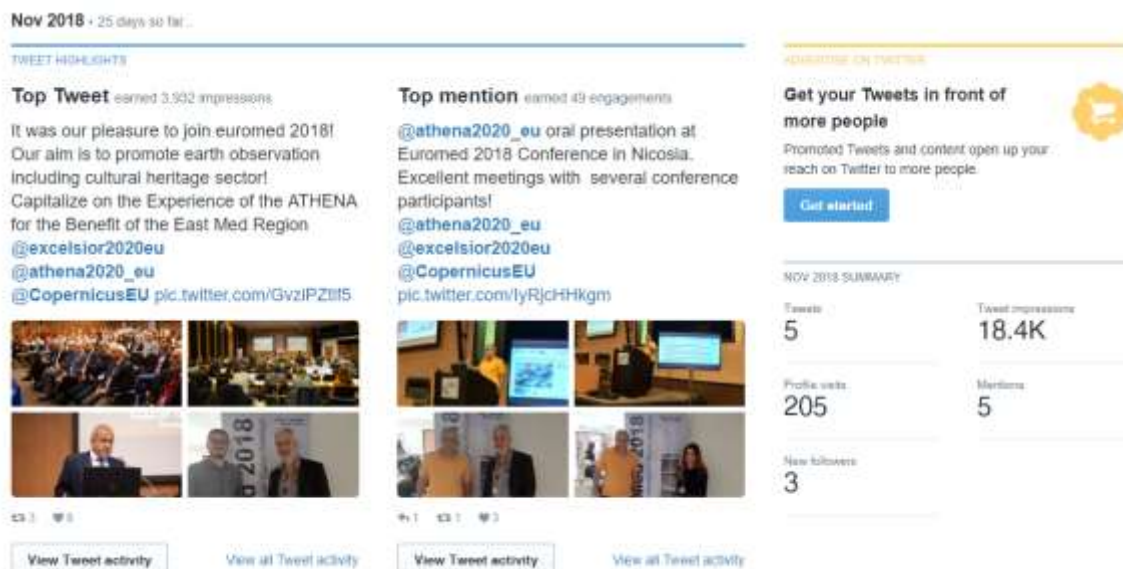 Nov 2018 • 25 days so far...
TWEET HIGHLIGHTS
Top Tweet earned 3,932 impressions
It was our pleasure to join euromed 2018!
Our aim is to promote earth observation
including cultural heritage sector!
Capitalize on the Experience of the ATHENA
for the Benefit of the East Med Region
@excelsior2020eu
@athena2020_eu
@CopernicusEU
3 8
View Tweet activity
View all Tweet activity
Top mention earned 49 engagements
@athena2020_eu oral presentation at
Euromed 2018 Conference in Nicosia.
Excellent meetings with several conference
participants!
@athena2020_eu
@excelsior2020eu
@CopernicusEU
pic.twitter.com/IyRjcHHkgm
1 1 3
View Tweet activity
View all Tweet activity
ADVERTISE ON TWITTER
Get your Tweets in front of
more people
Promoted Tweets and content open up your
reach on Twitter to more people.
Get started
NOV 2018 SUMMARY
Tweets
5
Tweet impressions
18.4K
Profile visits
205
Mentions
5
New followers
3